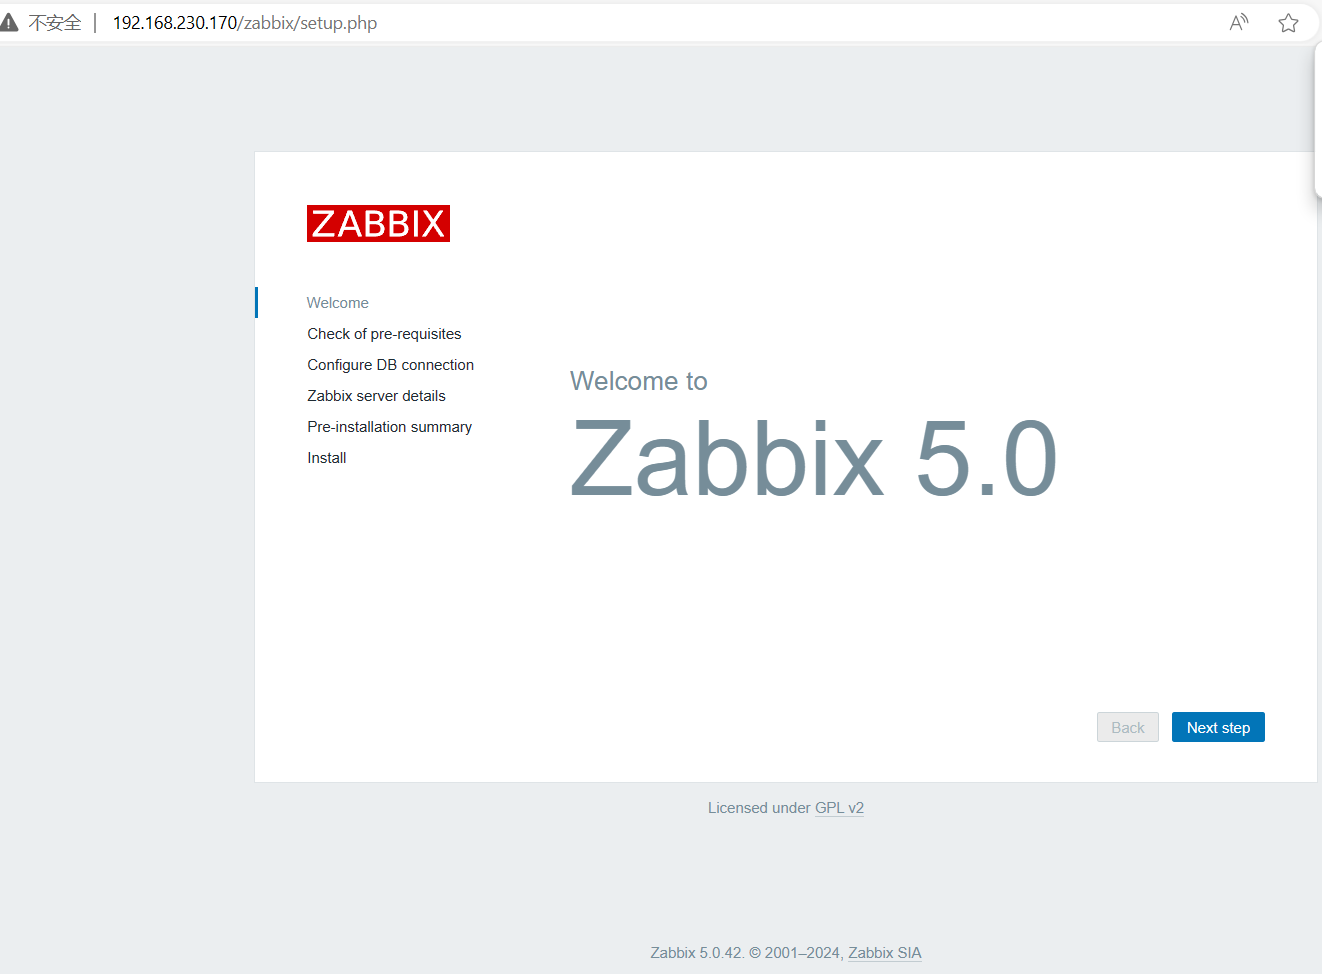 不安全 | 192.168.230.170/zabbix/setup.php
ZABBIX
Welcome
Check of pre-requisites
Configure DB connection
Zabbix server details
Pre-installation summary
Install
Welcome to
Zabbix 5.0
Back Next step
Licensed under GPL v2
Zabbix 5.0.42. © 2001–2024, Zabbix SIA